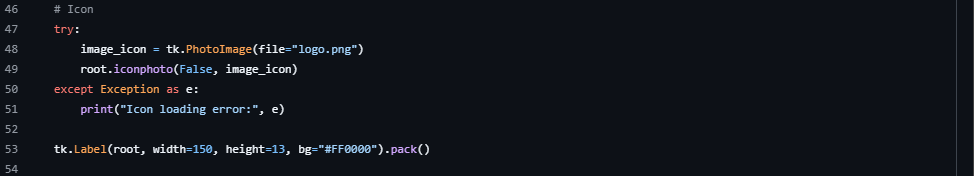 46 # Icon
47 try:
48 image_icon = tk.PhotoImage(file="logo.png")
49 root.iconphoto(False, image_icon)
50 except Exception as e:
51 print("Icon loading error:", e)
52
53 tk.Label(root, width=150, height=13, bg="#FF0000").pack()
54